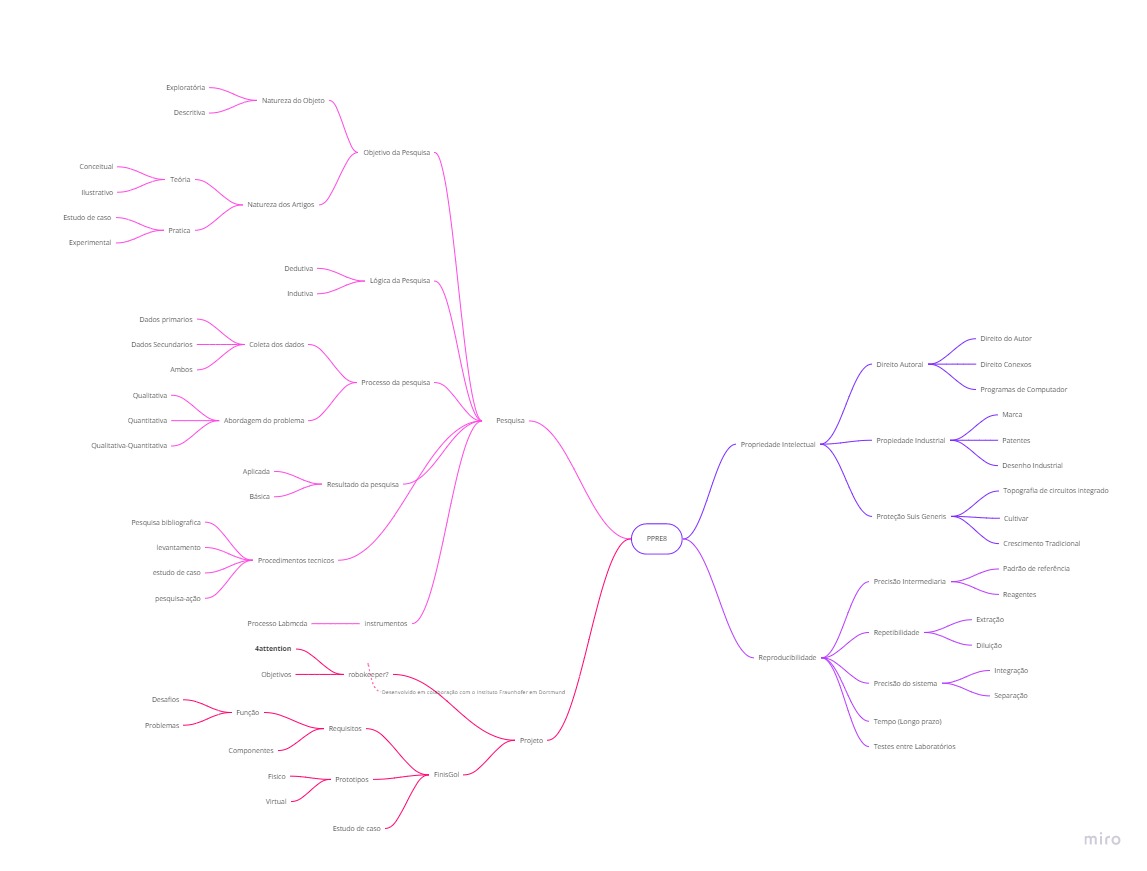 Exploratória
Natureza do Objeto
Descritiva
Objetivo da Pesquisa
Conceitual
Teória
Ilustrativo
Natureza dos Artigos
Estudo de caso
Pratica
Experimental
Dedutiva
Lógica da Pesquisa
Indutiva
Dados primarios
Dados Secundarios
Coleta dos dados
Ambos
Processo da pesquisa
Qualitativa
Quantitativa
Abordagem do problema
Qualitativa-Quantitativa
Pesquisa
Aplicada
Resultado da pesquisa
Básica
Pesquisa bibliografica
levantamento
Procedimentos tecnicos
estudo de caso
pesquisa-ação
Processo Labmcda
instrumentos
4attention
Objetivos
robokeeper?
Desenvolvido em colaboração com o Instituto Fraunhofer em Dortmund
Desafios
Função
Problemas
Requisitos
Componentes
Projeto
Fisico
Prototipos
FinisGol
Virtual
Estudo de caso
PPRE8
Direito do Autor
Direito Autoral
Direito Conexos
Programas de Computador
Marca
Propriedade Intelectual
Propiedade Industrial
Patentes
Desenho Industrial
Topografia de circuitos integrado
Proteção Suis Generis
Cultivar
Crescimento Tradicional
Padrão de referência
Precisão Intermediaria
Reagentes
Extração
Repetibilidade
Diluição
Reproducibilidade
Integração
Precisão do sistema
Separação
Tempo (Longo prazo)
Testes entre Laboratórios
miro